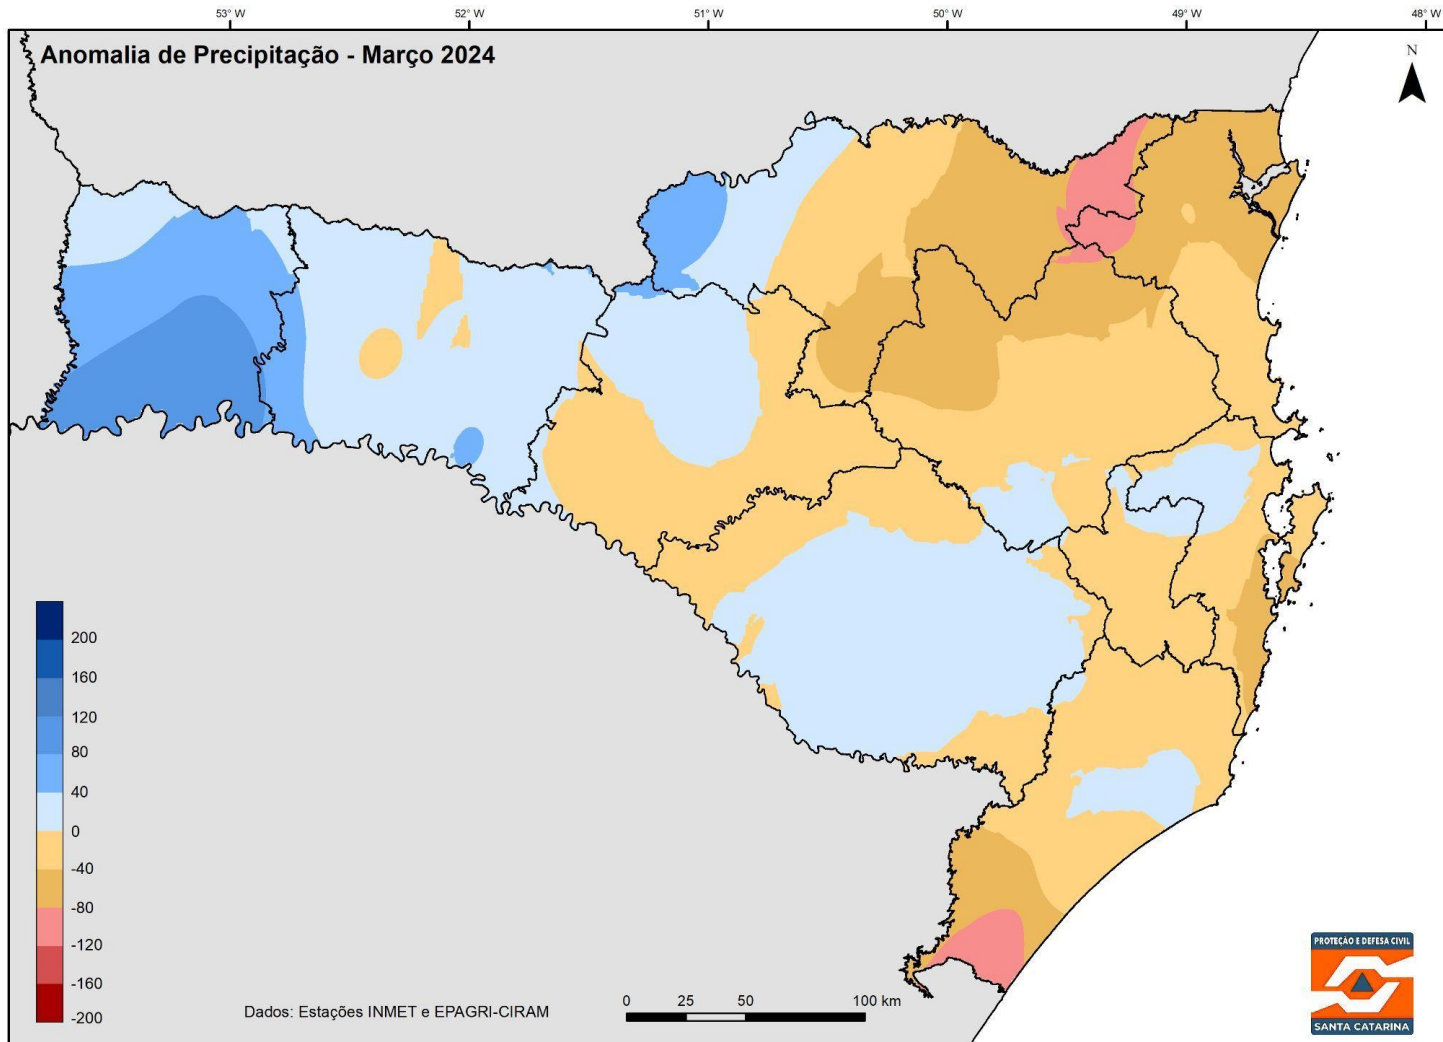 53° W
52° W
51° W
50° W
49° W
48° W
Anomalia de Precipitação - Março 2024
N
200
160
120
80
40
0
-40
-80
-120
-160
-200
Dados: Estações INMET e EPAGRI-CIRAM
0 25 50 100 km
PROTEÇÃO E DEFESA CIVIL
SANTA CATARINA